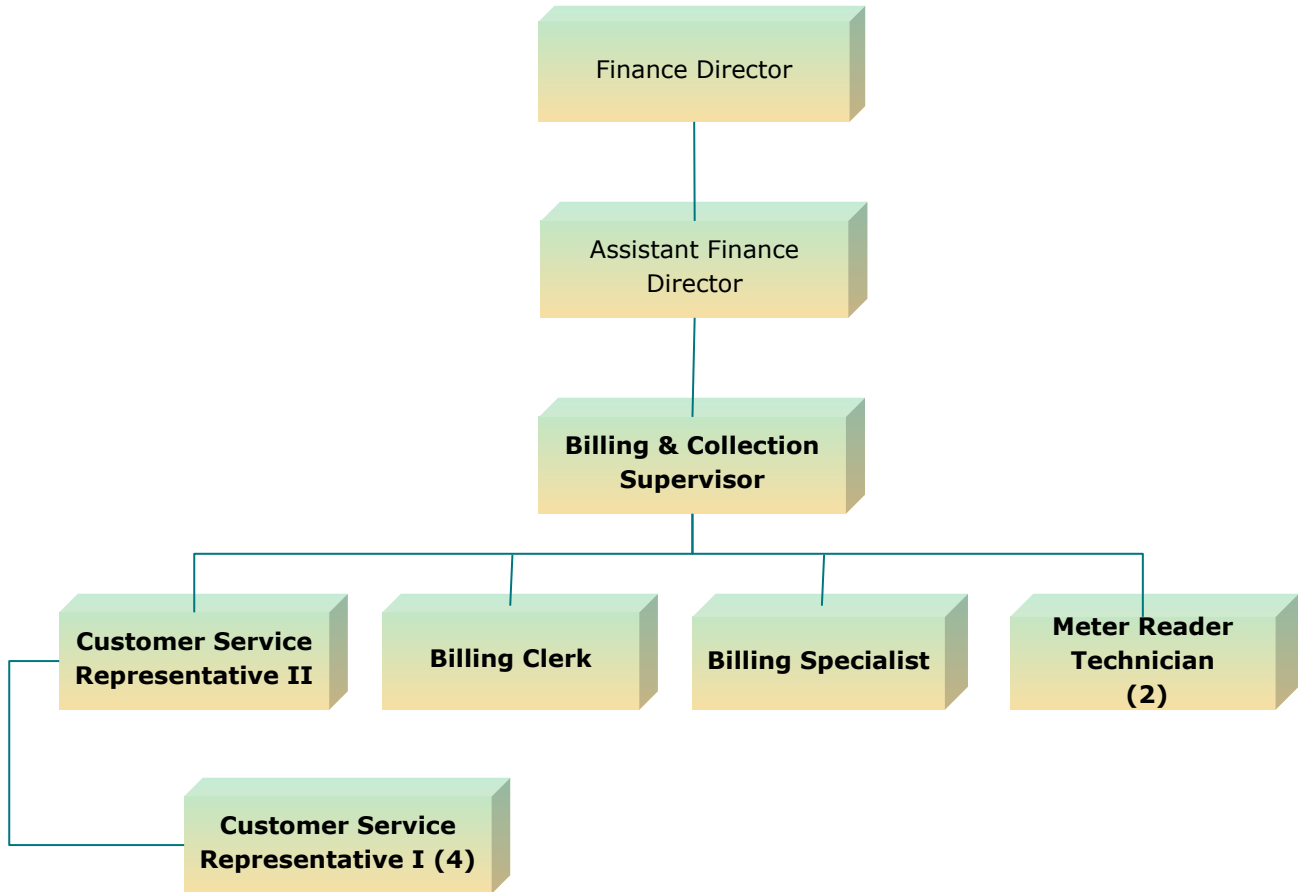 Finance Director
Assistant Finance
Director
Billing & Collection
Supervisor
Customer Service
Representative II
Billing Clerk
Billing Specialist
Meter Reader
Technician
(2)
Customer Service
Representative I (4)